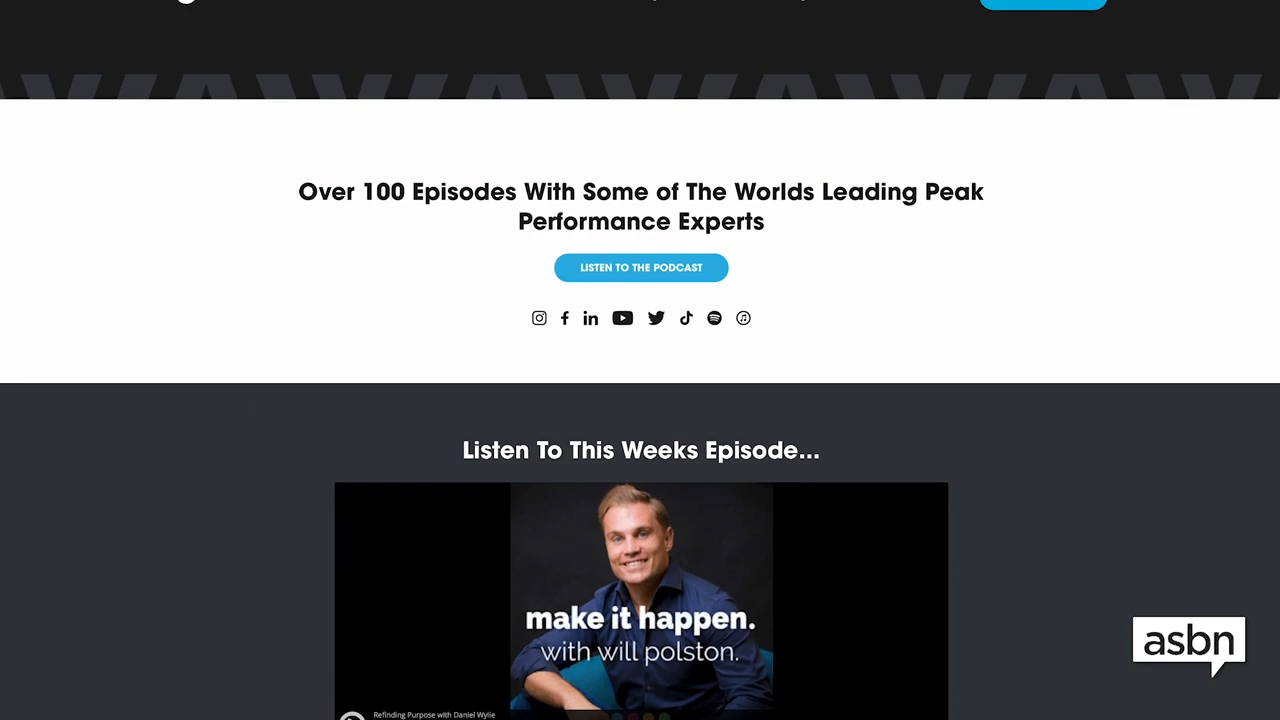 Over 100 Episodes With Some of The Worlds Leading Peak
Performance Experts
LISTEN TO THE PODCAST
Listen To This Weeks Episode...
make it happen.
with will polston.
Refinding Purpose with Daniel Wylie
asbn